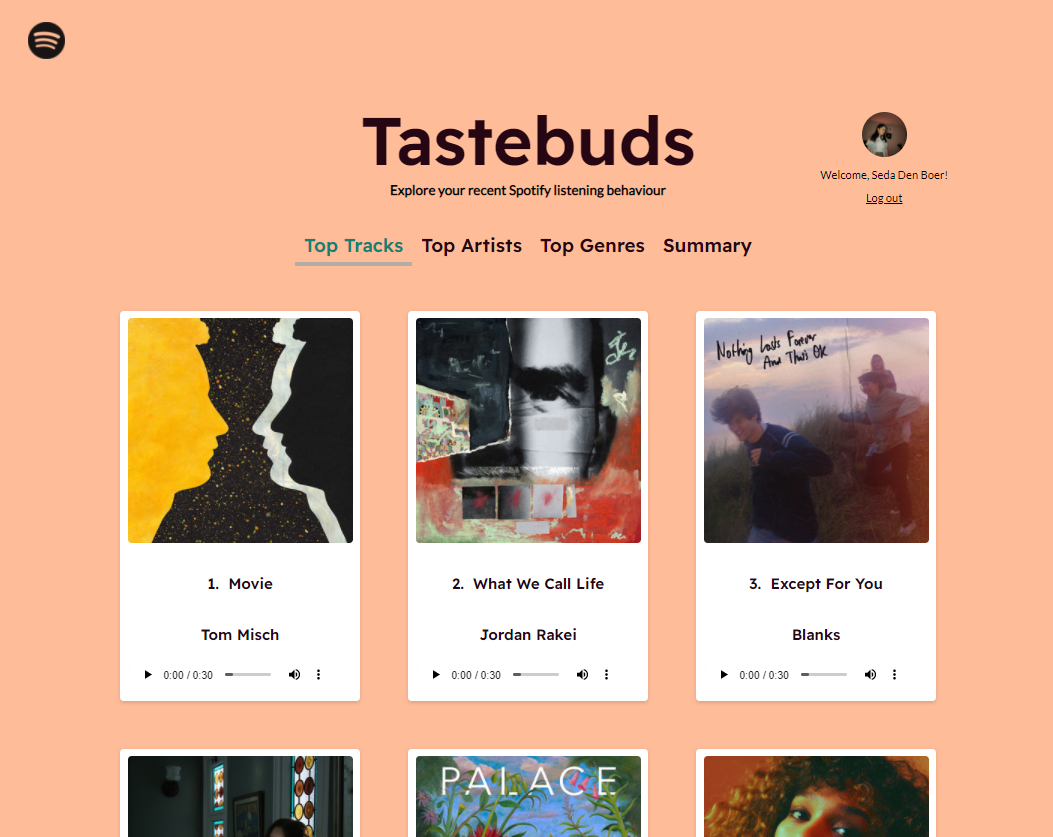 Tastebuds
Explore your recent Spotify listening behaviour
Welcome, Seda Den Boer!
Log out
Top Tracks Top Artists Top Genres Summary
Nothing Lasts Forever
And That's OK
1. Movie
Tom Misch
0:00 / 0:30
2. What We Call Life
Jordan Rakei
0:00 / 0:30
3. Except For You
Blanks
0:00 / 0:30
PALACE